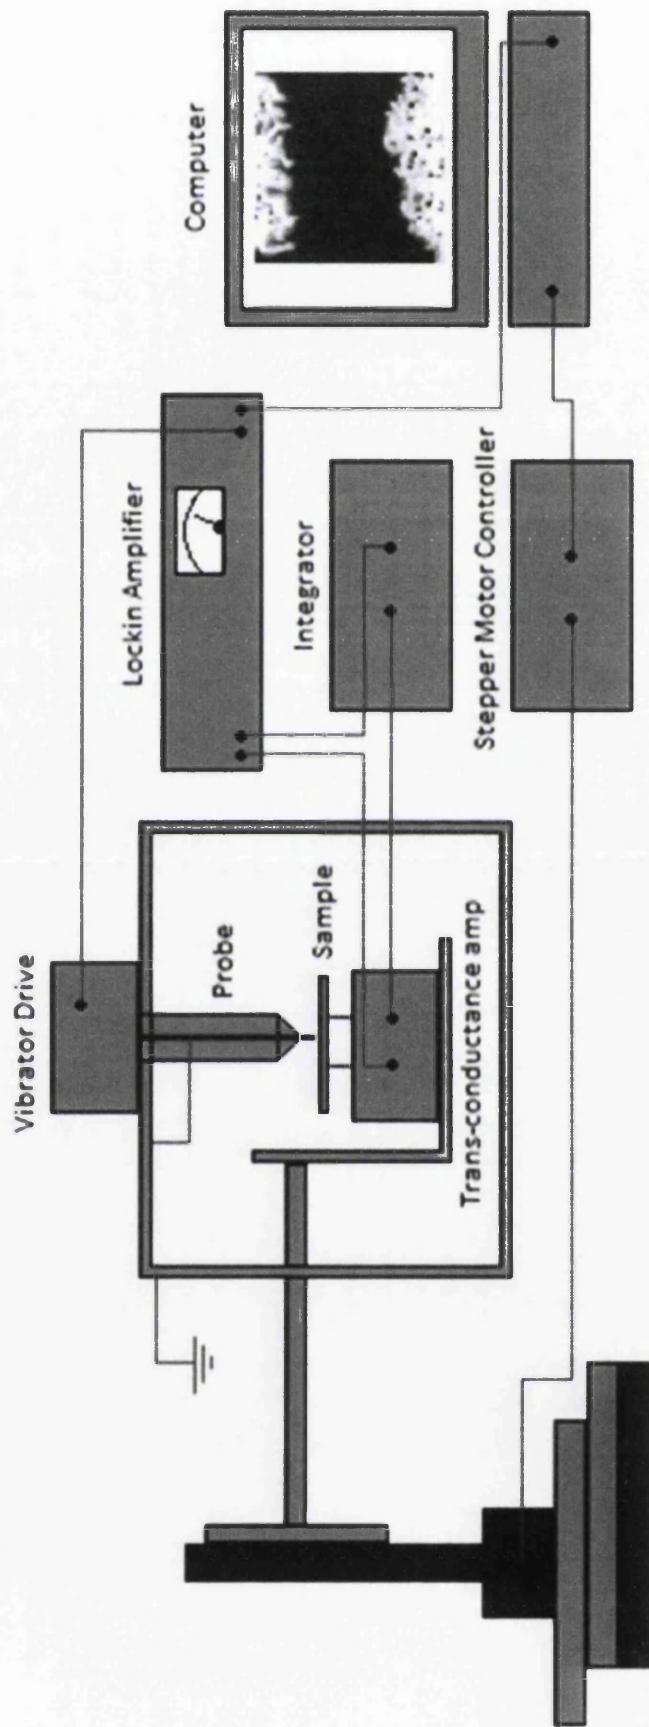 Vibrator Drive
Probe
Sample
Trans-conductance amp
Lockin Amplifier
Integrator
Stepper Motor Controller
Computer